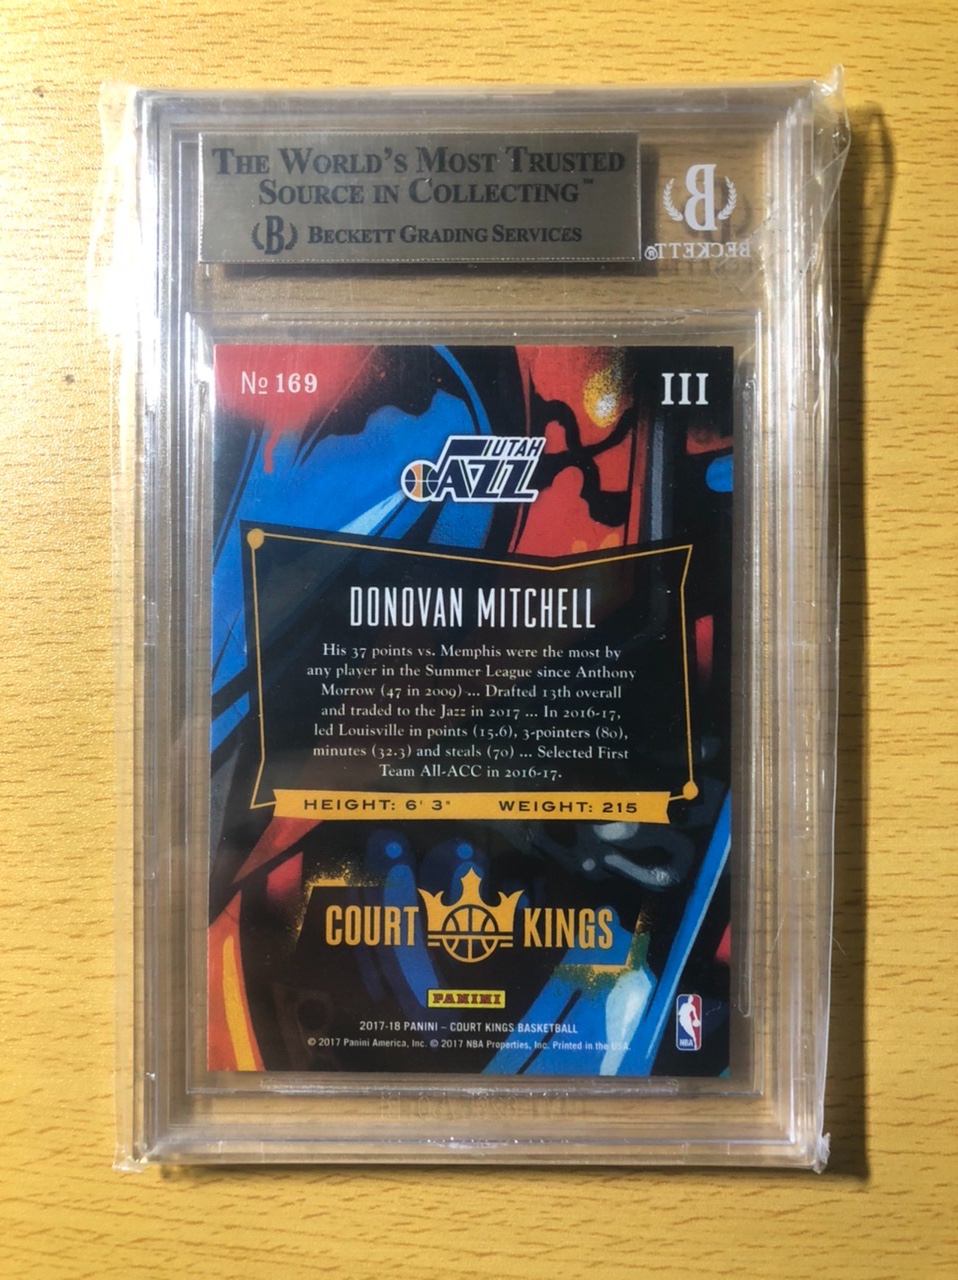 THE WORLD'S MOST TRUSTED
SOURCE IN COLLECTING™
B BECKETT GRADING SERVICES
B
BECKETT®
No 169
III
UTAH
JAZZ
DONOVAN MITCHELL
His 37 points vs. Memphis were the most by
any player in the Summer League since Anthony
Morrow (47 in 2009) ... Drafted 13th overall
and traded to the Jazz in 2017 ... In 2016-17,
led Louisville in points (15.6), 3-pointers (80),
minutes (32.3) and steals (70) ... Selected First
Team All-ACC in 2016-17.
HEIGHT: 6' 3" WEIGHT: 215
COURT KINGS
PANINI
2017-18 PANINI – COURT KINGS BASKETBALL
© 2017 Panini America, Inc. © 2017 NBA Properties, Inc. Printed in the USA.
NBA